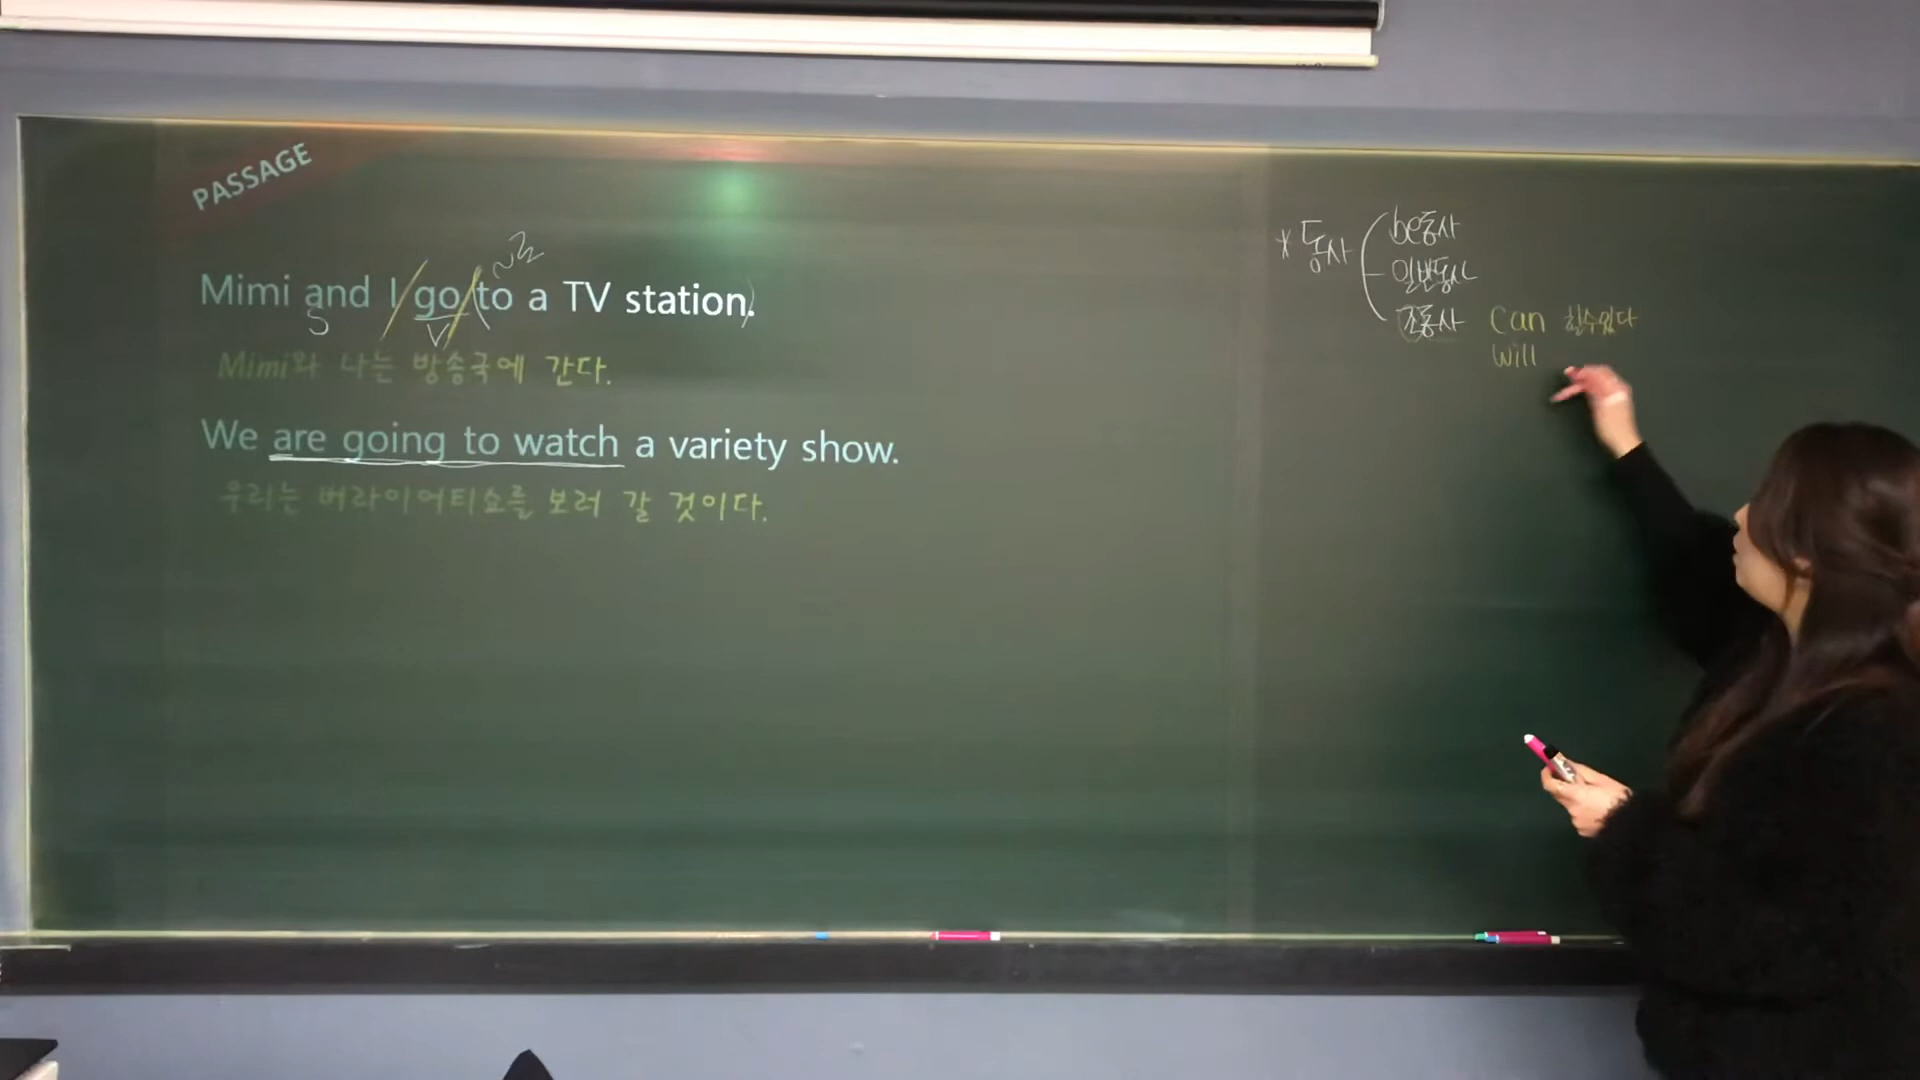 PASSAGE
~로
Mimi and I / go / (to a TV station.)
S
V
Mimi와 나는 방송국에 간다.
We are going to watch a variety show.
우리는 버라이어티쇼를 보러 갈 것이다.
* 동사
be동사
일반동사
조동사 can 할수있다
will